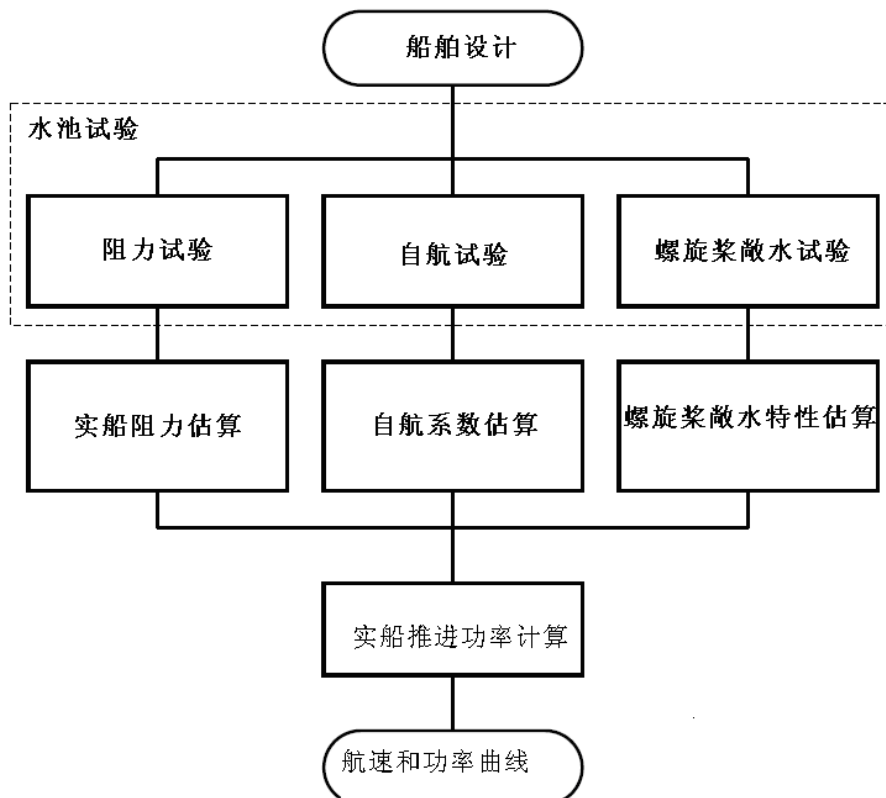 船舶设计
水池试验
阻力试验
自航试验
螺旋桨敞水试验
实船阻力估算
自航系数估算
螺旋桨敞水特性估算
实船推进功率计算
航速和功率曲线